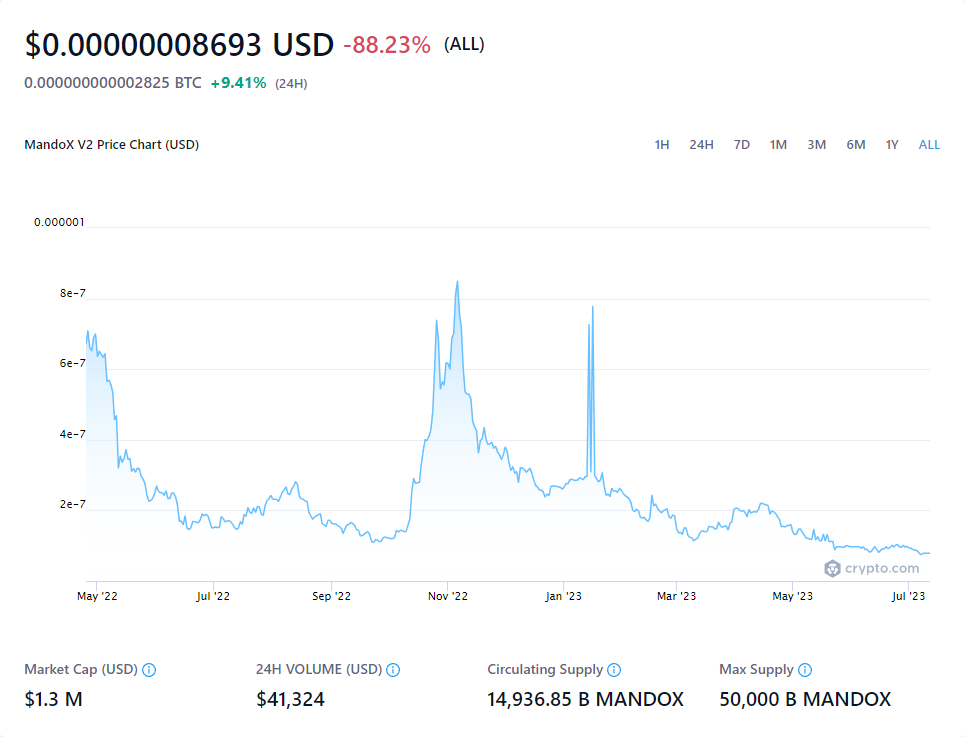 $0.00000008693 USD -88.23% (ALL)
0.000000000002825 BTC +9.41% (24H)
MandoX V2 Price Chart (USD) 1H 24H 7D 1M 3M 6M 1Y ALL
0.000001
8e-7
6e-7
4e-7
2e-7
crypto.com
May '22 Jul '22 Sep '22 Nov '22 Jan '23 Mar '23 May '23 Jul '23
Market Cap (USD) 24H VOLUME (USD) Circulating Supply Max Supply
$1.3 M $41,324 14,936.85 B MANDOX 50,000 B MANDOX